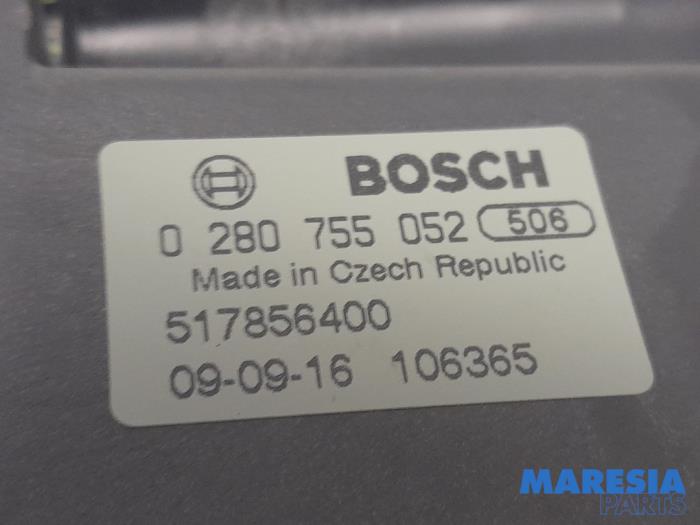 BOSCH
0 280 755 052 506
Made in Czech Republic
517856400
09-09-16 106365
MARESIA
PARTS